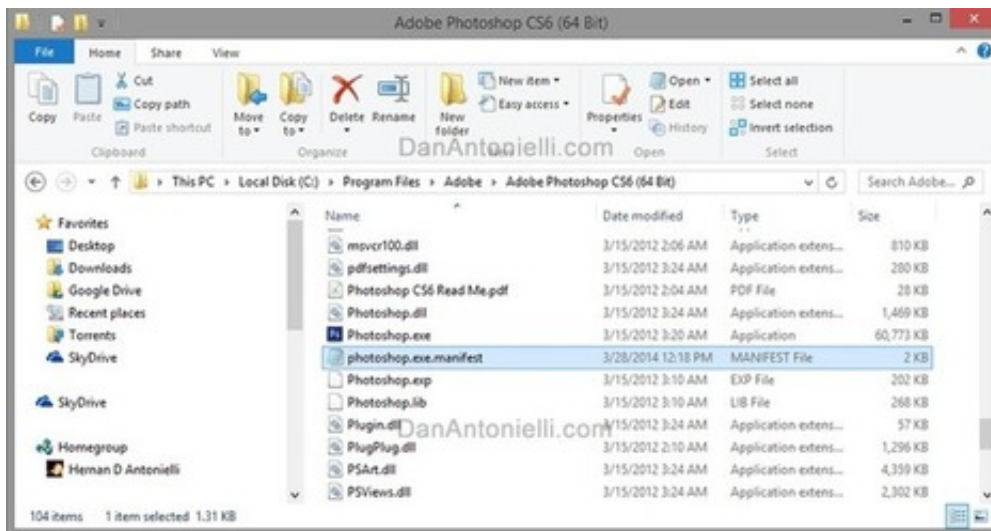 Adobe Photoshop CS6 (64 Bit)
File Home Share View
Copy Paste Cut Copy path Paste shortcut Clipboard
Move to Copy to Delete Rename Organize
New folder New item Easy access
Properties Open Edit History Open
Select all Select none Invert selection Select
DanAntonielli.com
This PC Local Disk (C:) Program Files Adobe Adobe Photoshop CS6 (64 Bit) Search Adobe...
Favorites
Desktop
Downloads
Google Drive
Recent places
Torrents
SkyDrive
SkyDrive
Homegroup
Hernan D Antonielli
Name Date modified Type Size
msvcr100.dll 3/15/2012 2:06 AM Application extens... 810 KB
pdfsettings.dll 3/15/2012 3:24 AM Application extens... 280 KB
Photoshop CS6 Read Me.pdf 3/15/2012 2:04 AM PDF File 28 KB
Photoshop.dll 3/15/2012 3:24 AM Application extens... 1,469 KB
Ps Photoshop.exe 3/15/2012 3:20 AM Application 60,773 KB
photoshop.exe.manifest 3/28/2014 12:18 PM MANIFEST File 2 KB
Photoshop.exp 3/15/2012 3:10 AM EXP File 202 KB
Photoshop.lib 3/15/2012 3:10 AM LIB File 268 KB
Plugin.dll 3/15/2012 3:24 AM Application extens... 57 KB
DanAntonielli.com
PlugPlug.dll 3/15/2012 2:10 AM Application extens... 1,296 KB
PSArt.dll 3/15/2012 3:24 AM Application extens... 4,359 KB
PSViews.dll 3/15/2012 3:24 AM Application extens... 2,302 KB
104 items 1 item selected 1.31 KB